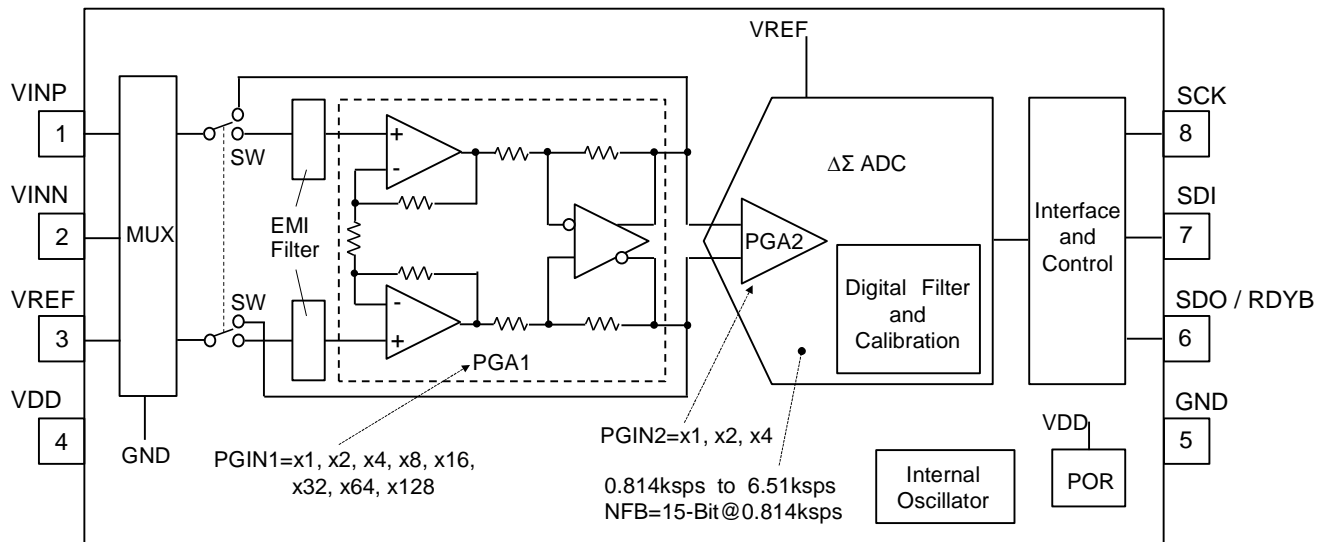 VREF
VINP
1
VINN
2
VREF
3
VDD
4
MUX
GND
SW
SW
EMI
Filter
+
-
-
+
PGA1
PGIN1=x1, x2, x4, x8, x16,
x32, x64, x128
ΔΣ ADC
PGA2
Digital Filter
and
Calibration
PGIN2=x1, x2, x4
0.814ksps to 6.51ksps
NFB=15-Bit@0.814ksps
Internal
Oscillator
VDD
POR
Interface
and
Control
SCK
8
SDI
7
SDO / RDYB
6
GND
5